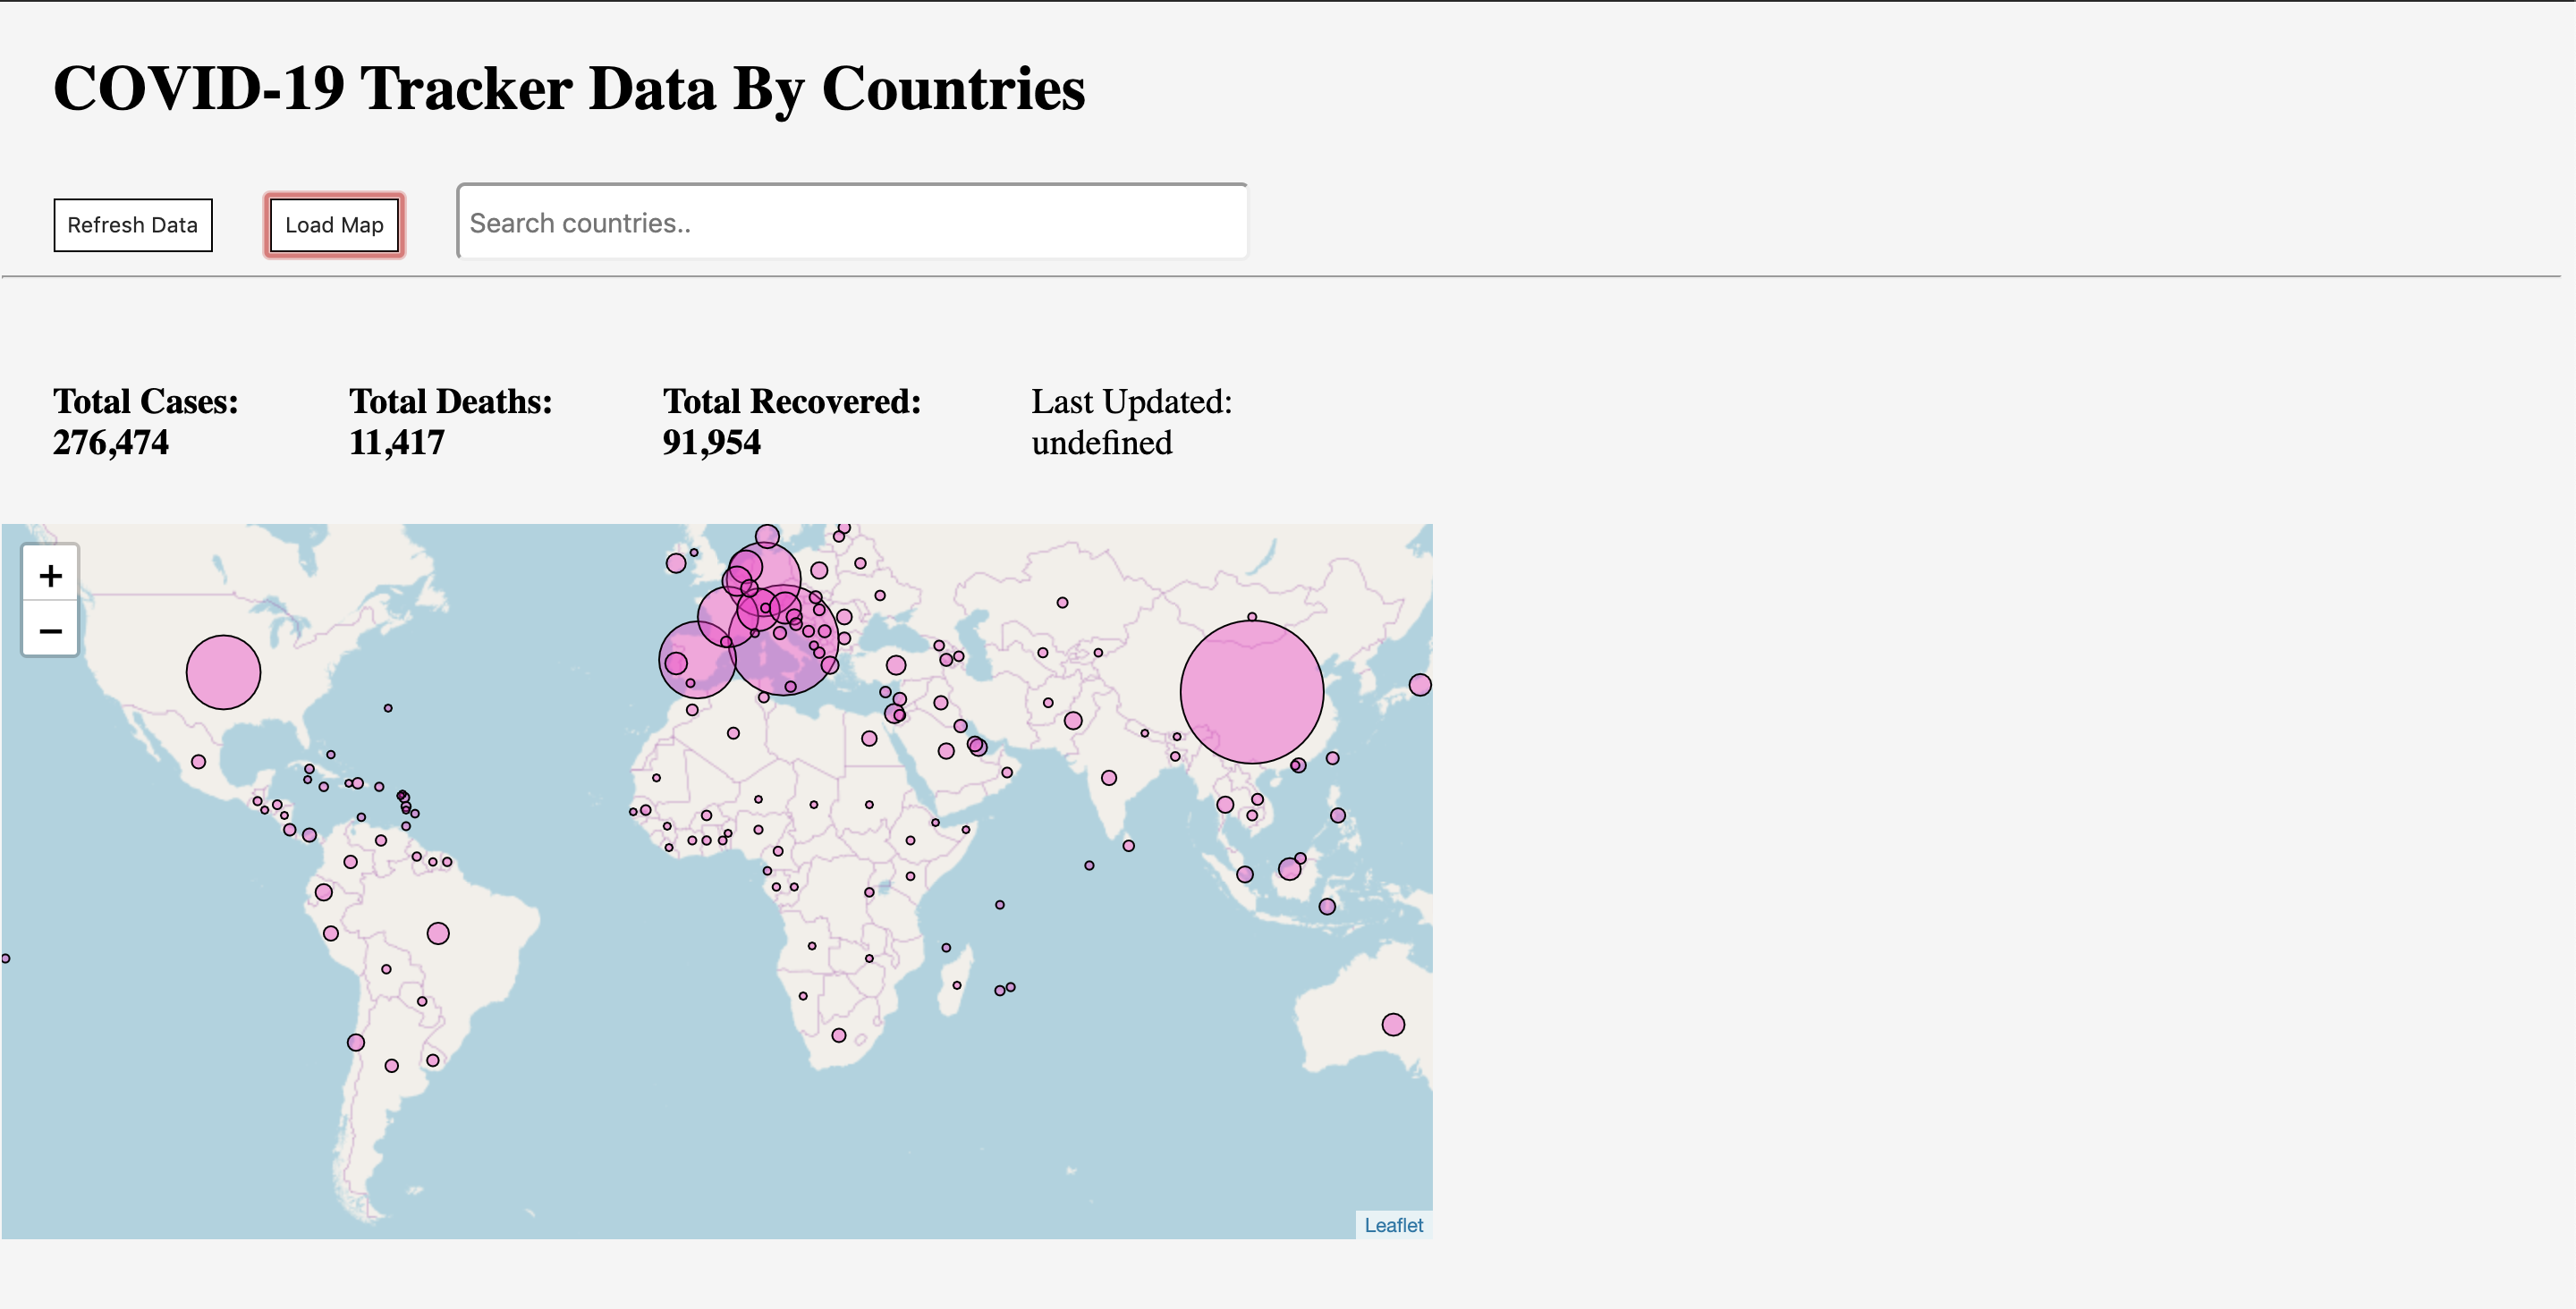 COVID-19 Tracker Data By Countries
Refresh Data
Load Map
Search countries..
Total Cases:
276,474
Total Deaths:
11,417
Total Recovered:
91,954
Last Updated:
undefined
+
−
Leaflet